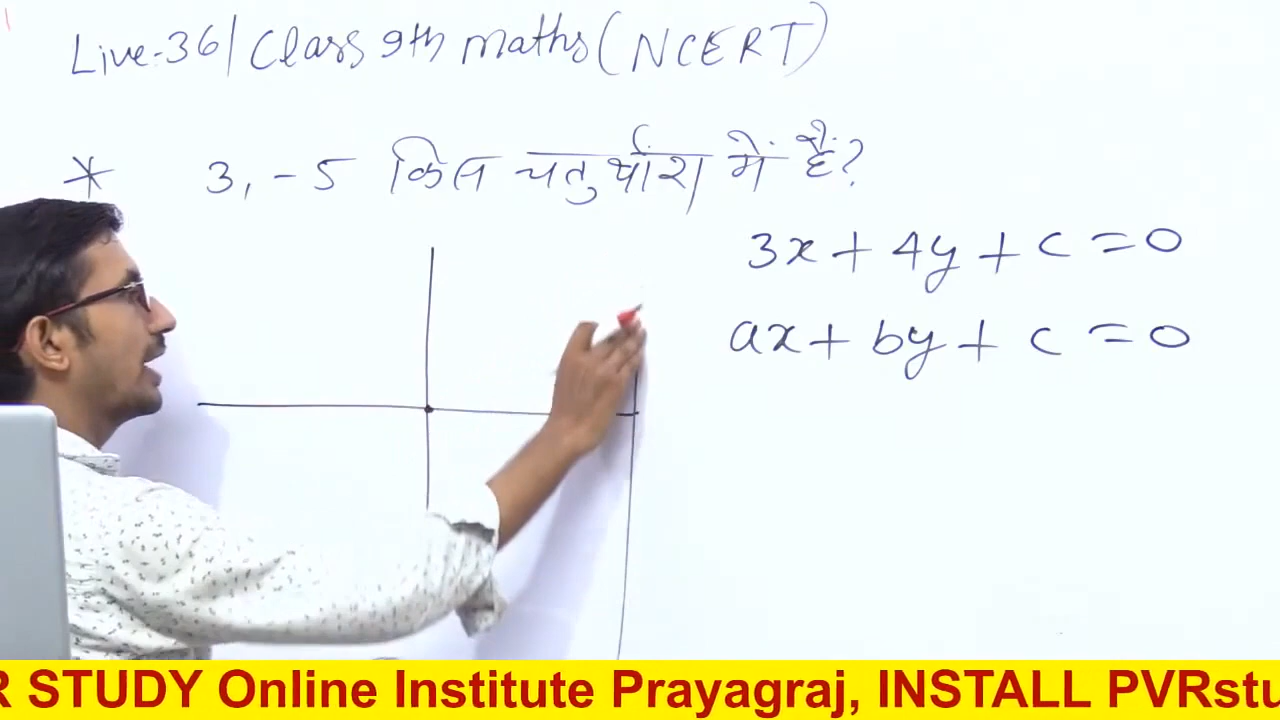 Live-36/Class 9th maths (NCERT)
* 3, -5 किस चतुर्थांश में है?
3x + 4y + c = 0
ax + by + c = 0
R STUDY Online Institute Prayagraj, INSTALL PVRstu